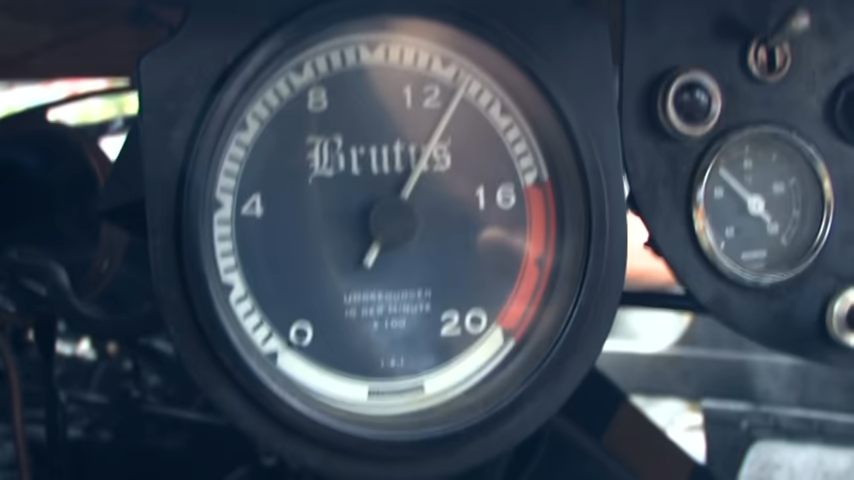 8 12
Brutus
4 16
UMDREHUNGEN
IN DER MINUTE
x 100
0 20